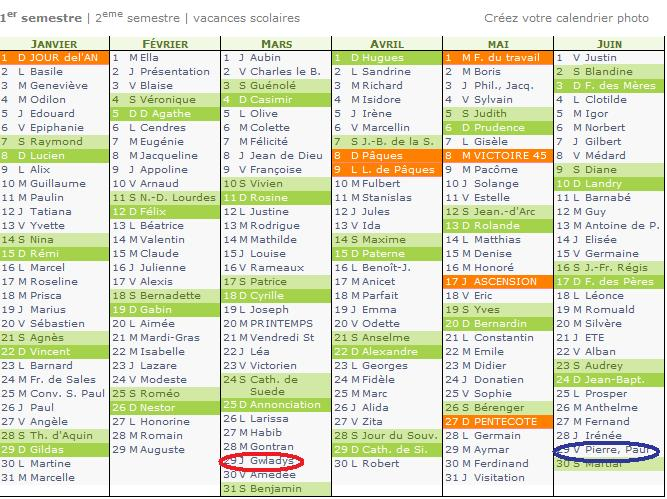 1er semestre | 2eme semestre | vacances scolaires
Créez votre calendrier photo
JANVIER
1 D JOUR del'AN
2 L Basile
3 M Geneviève
4 M Odilon
5 J Edouard
6 V Epiphanie
7 S Raymond
8 D Lucien
9 L Alix
10 M Guillaume
11 M Paulin
12 J Tatiana
13 V Yvette
14 S Nina
15 D Rémi
16 L Marcel
17 M Roseline
18 M Prisca
19 J Marius
20 V Sébastien
21 S Agnès
22 D Vincent
23 L Barnard
24 M Fr. de Sales
25 M Conv. S. Paul
26 J Paul
27 V Angèle
28 S Th. d'Aquin
29 D Gildas
30 L Martine
31 M Marcelle
FÉVRIER
1 M Ella
2 J Présentation
3 V Blaise
4 S Véronique
5 D D Agathe
6 L Cendres
7 M Eugénie
8 M Jacqueline
9 J Appoline
10 V Arnaud
11 S N.-D. Lourdes
12 D Félix
13 L Béatrice
14 M Valentin
15 M Claude
16 J Julienne
17 V Alexis
18 S Bernadette
19 D Gabin
20 L Aimée
21 M Mardi-Gras
22 M Isabelle
23 J Lazare
24 V Modeste
25 S Roméo
26 D Nestor
27 L Honorine
28 M Romain
29 M Auguste
MARS
1 J Aubin
2 V Charles le B.
3 S Guénolé
4 D Casimir
5 L Olive
6 M Colette
7 M Félicité
8 J Jean de Dieu
9 V Françoise
10 S Vivien
11 D Rosine
12 L Justine
13 M Rodrigue
14 M Mathilde
15 J Louise
16 V Rameaux
17 S Patrice
18 D Cyrille
19 L Joseph
20 M PRINTEMPS
21 M Vendredi St
22 J Léa
23 V Victorien
24 S Cath. de
Suede
25 D Annonciation
26 L Larissa
27 M Habib
28 M Gontran
29 J Gwladys
30 V Amédée
31 S Benjamin
AVRIL
1 D Hugues
2 L Sandrine
3 M Richard
4 M Isidore
5 J Irène
6 V Marcellin
7 S J.-B. de la S.
8 D Pâques
9 L L. de Pâques
10 M Fulbert
11 M Stanislas
12 J Jules
13 V Ida
14 S Maxime
15 D Paterne
16 L Benoît-J.
17 M Anicet
18 M Parfait
19 J Emma
20 V Odette
21 S Anselme
22 D Alexandre
23 L Georges
24 M Fidèle
25 M Marc
26 J Alida
27 V Zita
28 S Jour du Souv.
29 D Cath. de Si.
30 L Robert
MAI
1 M F. du travail
2 M Boris
3 J Phil., Jacq.
4 V Sylvain
5 S Judith
6 D Prudence
7 L Gisèle
8 M VICTOIRE 45
9 M Pacôme
10 J Solange
11 V Estelle
12 S Jean.-d'Arc
13 D Rolande
14 L Matthias
15 M Denise
16 M Honoré
17 J ASCENSION
18 V Eric
19 S Yves
20 D Bernardin
21 L Constantin
22 M Emile
23 M Didier
24 J Donatien
25 V Sophie
26 S Bérenger
27 D PENTECOTE
28 L Germain
29 M Aymar
30 M Ferdinand
31 J Visitation
JUIN
1 V Justin
2 S Blandine
3 D F. des Mères
4 L Clotilde
5 M Igor
6 M Norbert
7 J Gilbert
8 V Médard
9 S Diane
10 D Landry
11 L Barnabé
12 M Guy
13 M Antoine de P.
14 J Elisée
15 V Germaine
16 S J.-Fr. Régis
17 D F. des Pères
18 L Léonce
19 M Romuald
20 M Silvère
21 J ETE
22 V Alban
23 S Audrey
24 D Jean-Bapt.
25 L Prosper
26 M Anthelme
27 M Fernand
28 J Irénée
29 V Pierre, Paul
30 S Martial